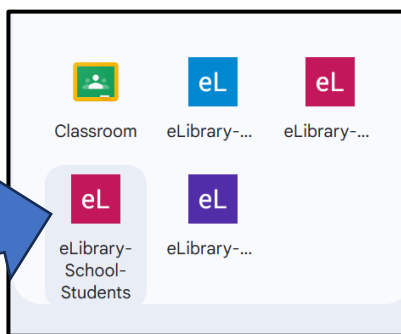 eL
eL
Classroom
eLibrary-...
eLibrary-...
eL
eL
eLibrary-
School-
Students
eLibrary-...